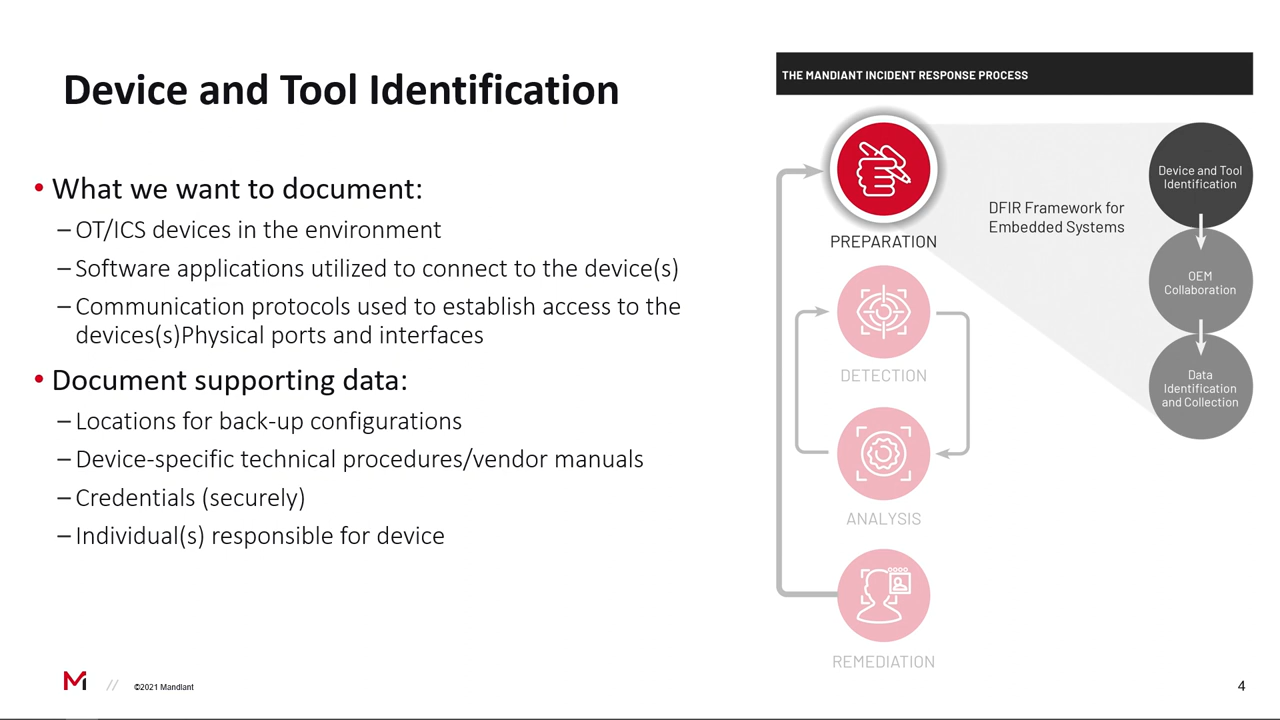 Device and Tool Identification
• What we want to document:
– OT/ICS devices in the environment
– Software applications utilized to connect to the device(s)
– Communication protocols used to establish access to the
devices(s)Physical ports and interfaces
• Document supporting data:
– Locations for back-up configurations
– Device-specific technical procedures/vendor manuals
– Credentials (securely)
– Individual(s) responsible for device
THE MANDIANT INCIDENT RESPONSE PROCESS
PREPARATION
DETECTION
ANALYSIS
REMEDIATION
DFIR Framework for
Embedded Systems
Device and Tool
Identification
OEM
Collaboration
Data
Identification
and Collection
M // ©2021 Mandiant
4